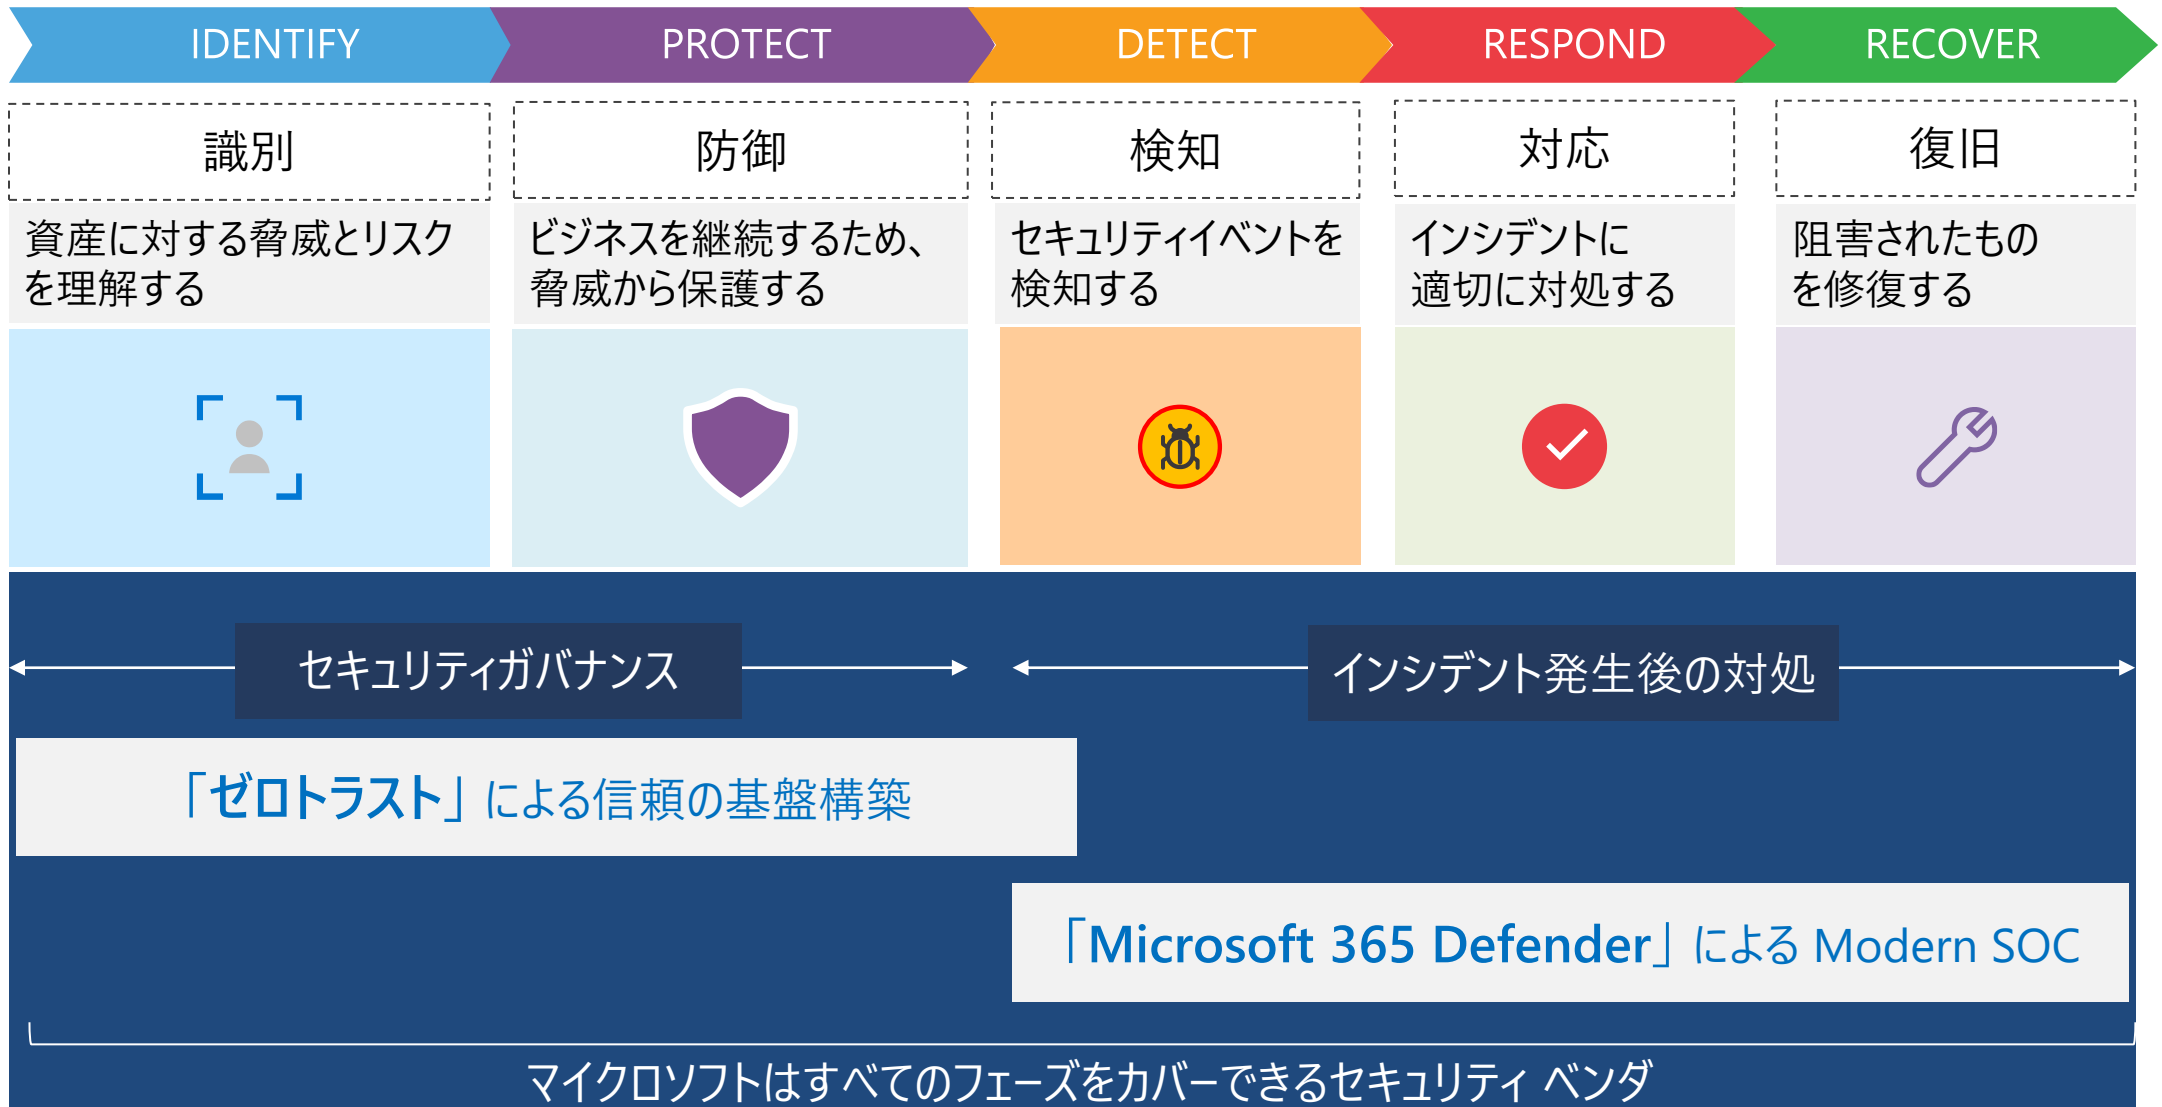 IDENTIFY
PROTECT
DETECT
RESPOND
RECOVER
識別
防御
検知
対応
復旧
資産に対する脅威とリスク
を理解する
ビジネスを継続するため、
脅威から保護する
セキュリティイベントを
検知する
インシデントに
適切に対処する
阻害されたもの
を修復する
セキュリティガバナンス
インシデント発生後の対処
「ゼロトラスト」による信頼の基盤構築
「Microsoft 365 Defender」による Modern SOC
マイクロソフトはすべてのフェーズをカバーできるセキュリティ ベンダ